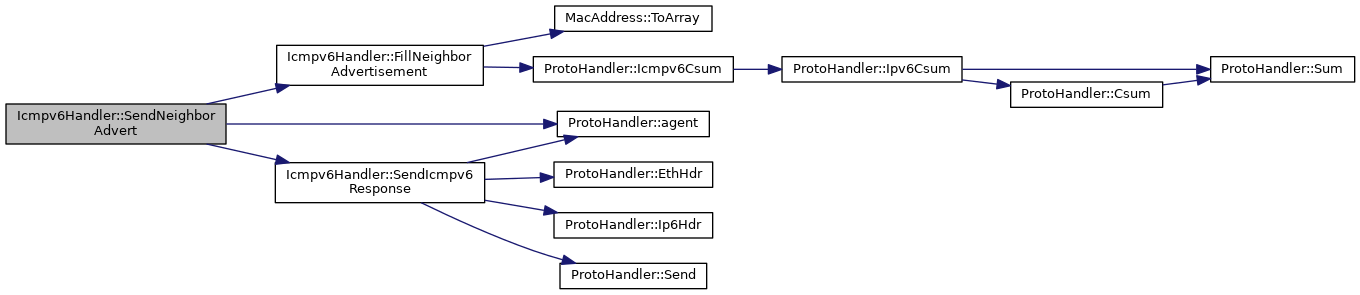 Icmpv6Handler::SendNeighbor
Advert
Icmpv6Handler::FillNeighbor
Advertisement
MacAddress::ToArray
ProtoHandler::Icmpv6Csum
ProtoHandler::Ipv6Csum
ProtoHandler::Sum
ProtoHandler::Csum
ProtoHandler::agent
Icmpv6Handler::SendIcmpv6
Response
ProtoHandler::EthHdr
ProtoHandler::Ip6Hdr
ProtoHandler::Send